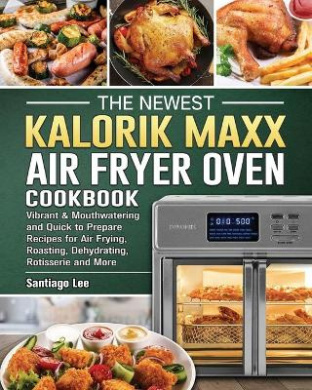 THE NEWEST
KALORIK MAXX
AIR FRYER OVEN
COOKBOOK
Vibrant & Mouthwatering
and Quick to Prepare
Recipes for Air Frying,
Roasting, Dehydrating,
Rotisserie and More
Santiago Lee